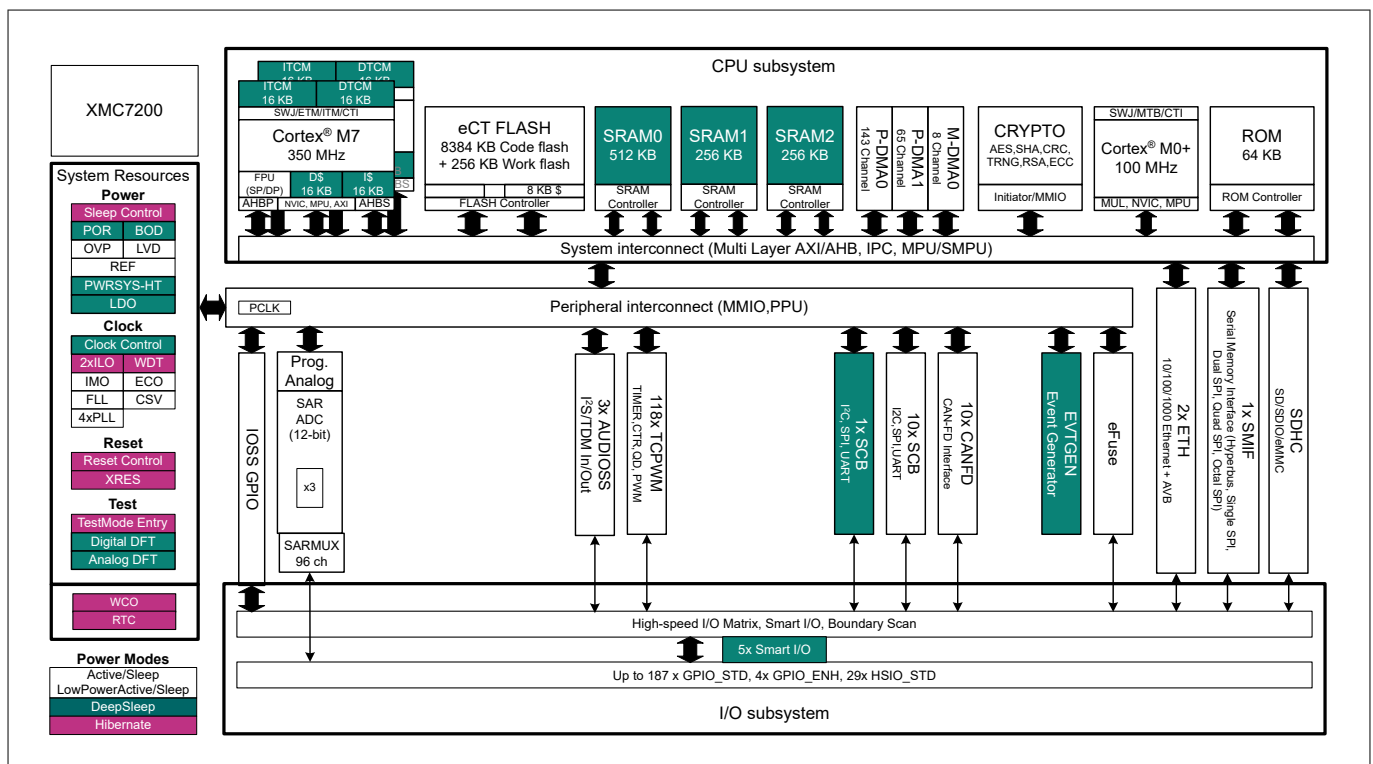 XMC7200
System Resources
Power
Sleep Control
POR BOD
OVP LVD
REF
PWRSYS-HT
LDO
Clock
Clock Control
2xILO WDT
IMO ECO
FLL CSV
4xPLL
Reset
Reset Control
XRES
Test
TestMode Entry
Digital DFT
Analog DFT
WCO
RTC
Power Modes
Active/Sleep
LowPowerActive/Sleep
DeepSleep
Hibernate
CPU subsystem
ITCM DTCM
16 KB 16 KB
ITCM DTCM
16 KB 16 KB
SWJ/ETM/ITM/CTI
Cortex® M7
350 MHz
FPU
(SP/DP)
D$
16 KB
I$
16 KB
AHBP NVIC, MPU, AXI AHBS
eCT FLASH
8384 KB Code flash
+ 256 KB Work flash
8 KB $
FLASH Controller
SRAM0
512 KB
SRAM
Controller
SRAM1
256 KB
SRAM
Controller
SRAM2
256 KB
SRAM
Controller
P-DMA0
143 Channel
P-DMA1
65 Channel
M-DMA0
8 Channel
CRYPTO
AES,SHA,CRC,
TRNG,RSA,ECC
Initiator/MMIO
SWJ/MTB/CTI
Cortex® M0+
100 MHz
MUL, NVIC, MPU
ROM
64 KB
ROM Controller
System interconnect (Multi Layer AXI/AHB, IPC, MPU/SMPU)
PCLK
Peripheral interconnect (MMIO,PPU)
IOSS GPIO
Prog.
Analog
SAR
ADC
(12-bit)
x3
SARMUX
96 ch
3x AUDIOSS
I²S/TDM In/Out
118x TCPWM
TIMER,CTR,QD, PWM
1x SCB
I²C, SPI, UART
10x SCB
I2C,SPI,UART
10x CANFD
CAN-FD Interface
EVTGEN
Event Generator
eFuse
2x ETH
10/100/1000 Ethernet + AVB
1x SMIF
Serial Memory Interface (Hyperbus, Single SPI,
Dual SPI, Quad SPI, Octal SPI)
SDHC
SD/SDIO/eMMC
High-speed I/O Matrix, Smart I/O, Boundary Scan
5x Smart I/O
Up to 187 x GPIO_STD, 4x GPIO_ENH, 29x HSIO_STD
I/O subsystem